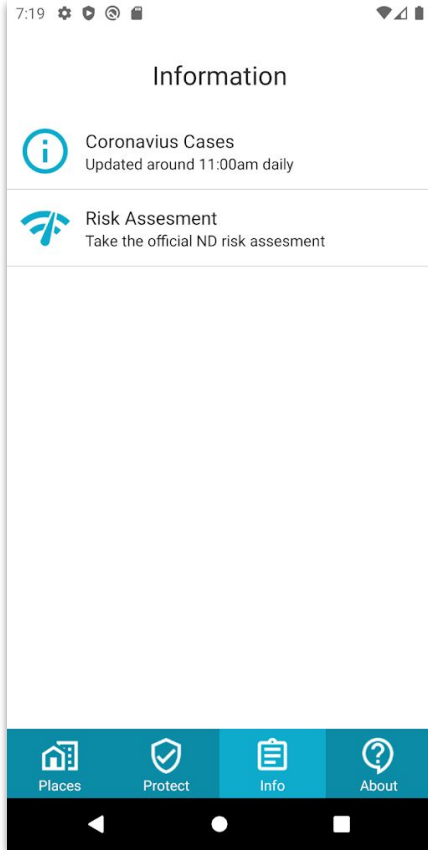 7:19
Information
Coronavius Cases
Updated around 11:00am daily
Risk Assesment
Take the official ND risk assesment
Places
Protect
Info
About